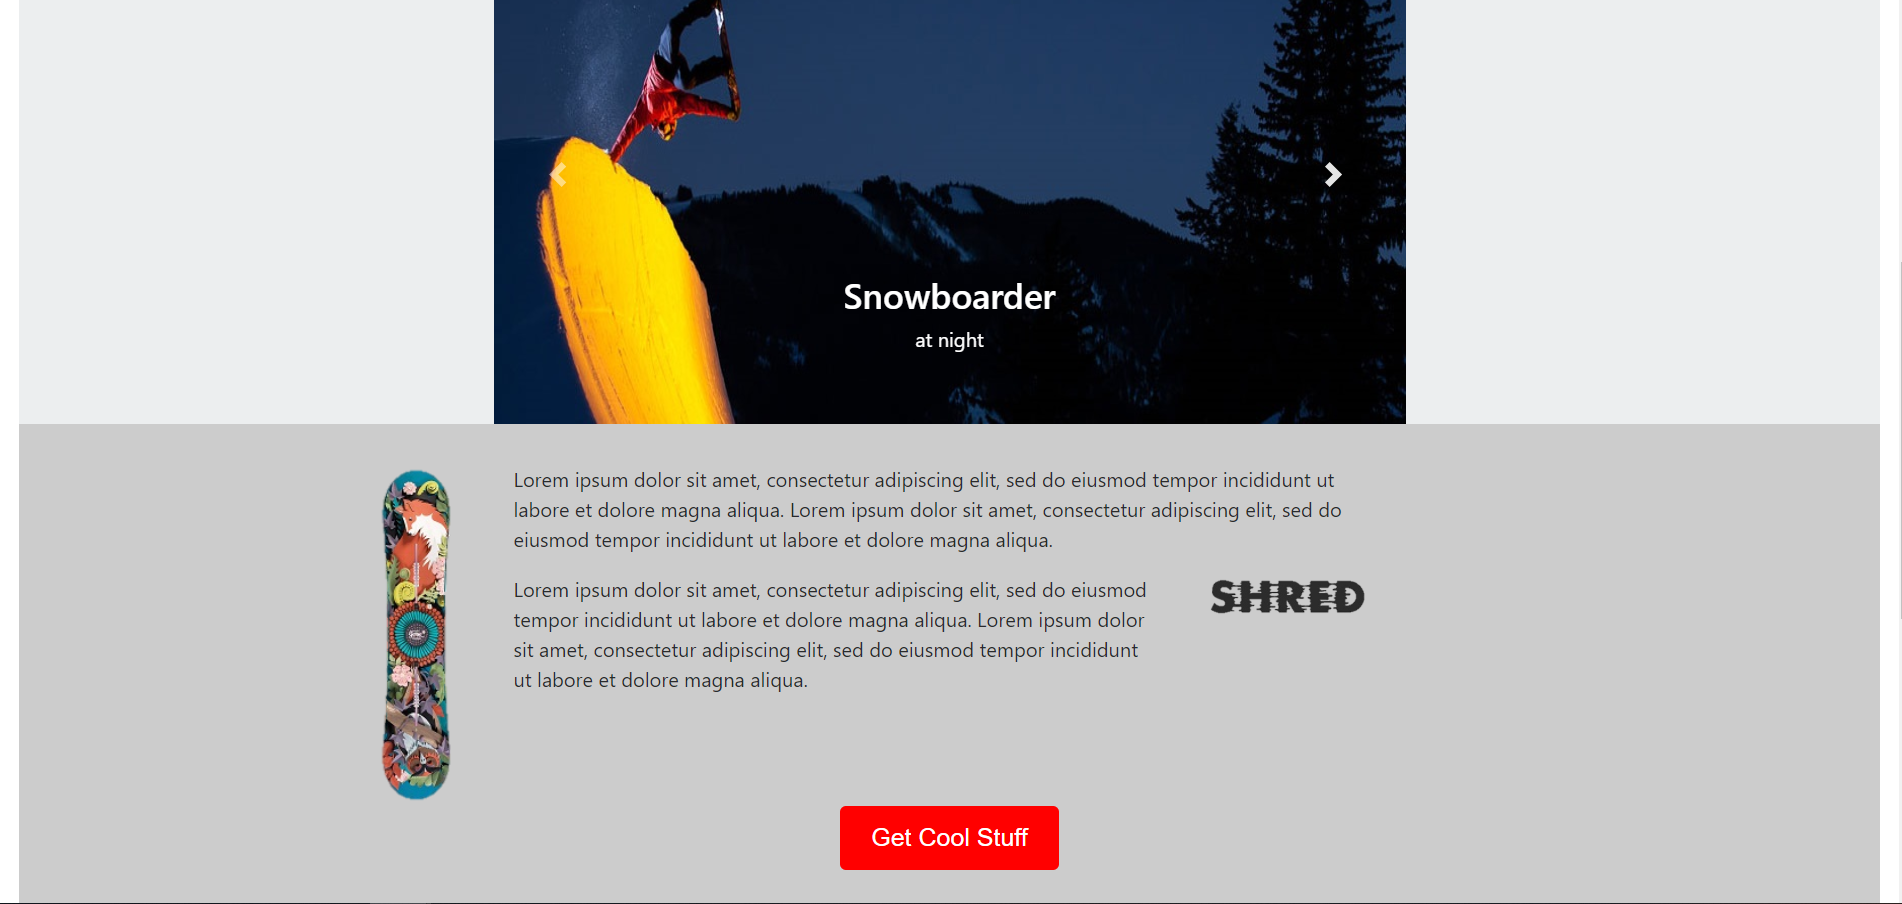 Snowboarder
at night
Lorem ipsum dolor sit amet, consectetur adipiscing elit, sed do eiusmod tempor incididunt ut
labore et dolore magna aliqua. Lorem ipsum dolor sit amet, consectetur adipiscing elit, sed do
eiusmod tempor incididunt ut labore et dolore magna aliqua.
Lorem ipsum dolor sit amet, consectetur adipiscing elit, sed do eiusmod
tempor incididunt ut labore et dolore magna aliqua. Lorem ipsum dolor
sit amet, consectetur adipiscing elit, sed do eiusmod tempor incididunt
ut labore et dolore magna aliqua.
SHRED
Get Cool Stuff